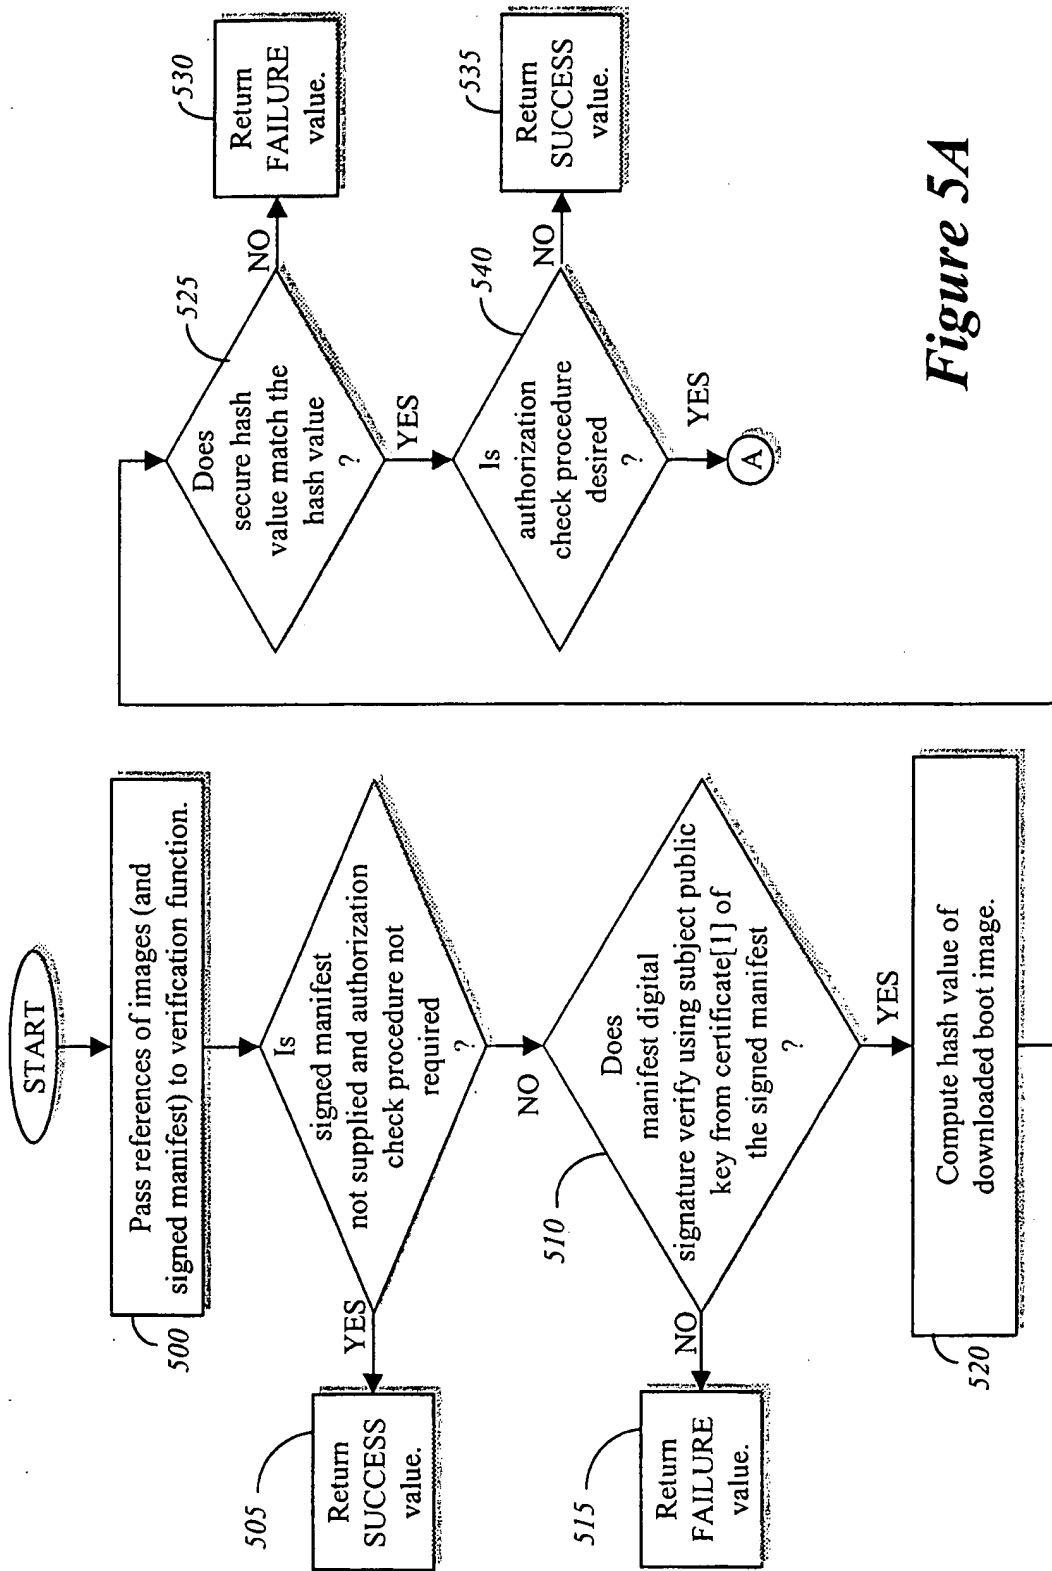 START
Pass references of images (and
signed manifest) to verification function.
500
Is
signed manifest
not supplied and authorization
check procedure not
required
?
YES
505
Return
SUCCESS
value.
NO
510
Does
manifest digital
signature verify using subject public
key from certificate[1] of
the signed manifest
?
NO
515
Return
FAILURE
value.
YES
Compute hash value of
downloaded boot image.
520
525
Does
secure hash
value match the
hash value
?
NO
530
Return
FAILURE
value.
YES
540
Is
authorization
check procedure
desired
?
NO
535
Return
SUCCESS
value.
YES
A
Figure 5A